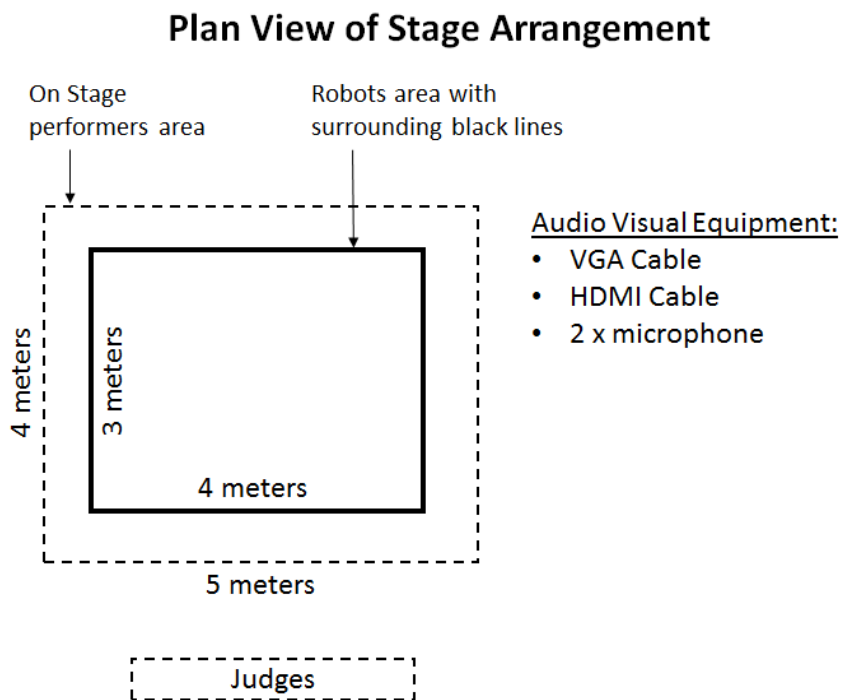 Plan View of Stage Arrangement
On Stage
performers area
Robots area with
surrounding black lines
Audio Visual Equipment:
• VGA Cable
• HDMI Cable
• 2 x microphone
4 meters
3 meters
4 meters
5 meters
Judges